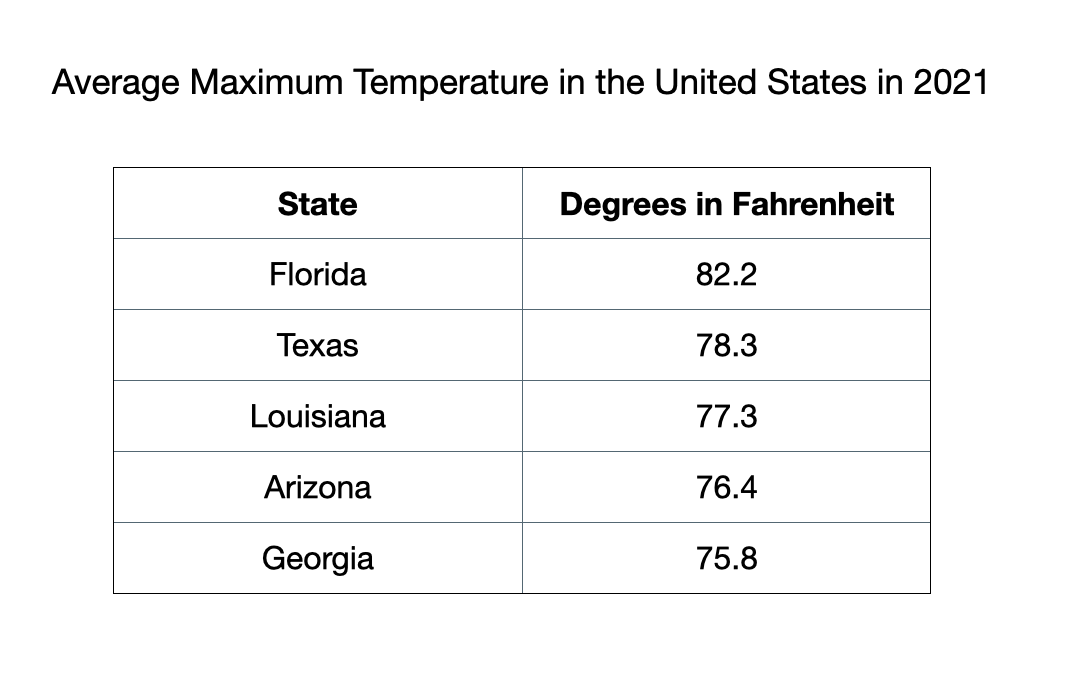 Average Maximum Temperature in the United States in 2021
State Degrees in Fahrenheit
Florida 82.2
Texas 78.3
Louisiana 77.3
Arizona 76.4
Georgia 75.8